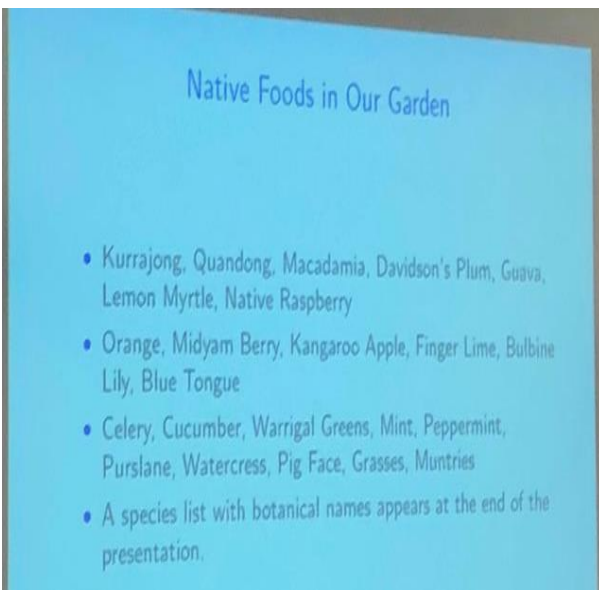 Native Foods in Our Garden
• Kurrajong, Quandong, Macadamia, Davidson's Plum, Guava,
Lemon Myrtle, Native Raspberry
• Orange, Midyam Berry, Kangaroo Apple, Finger Lime, Bulbine
Lily, Blue Tongue
• Celery, Cucumber, Warrigal Greens, Mint, Peppermint,
Purslane, Watercress, Pig Face, Grasses, Muntries
• A species list with botanical names appears at the end of the
presentation.